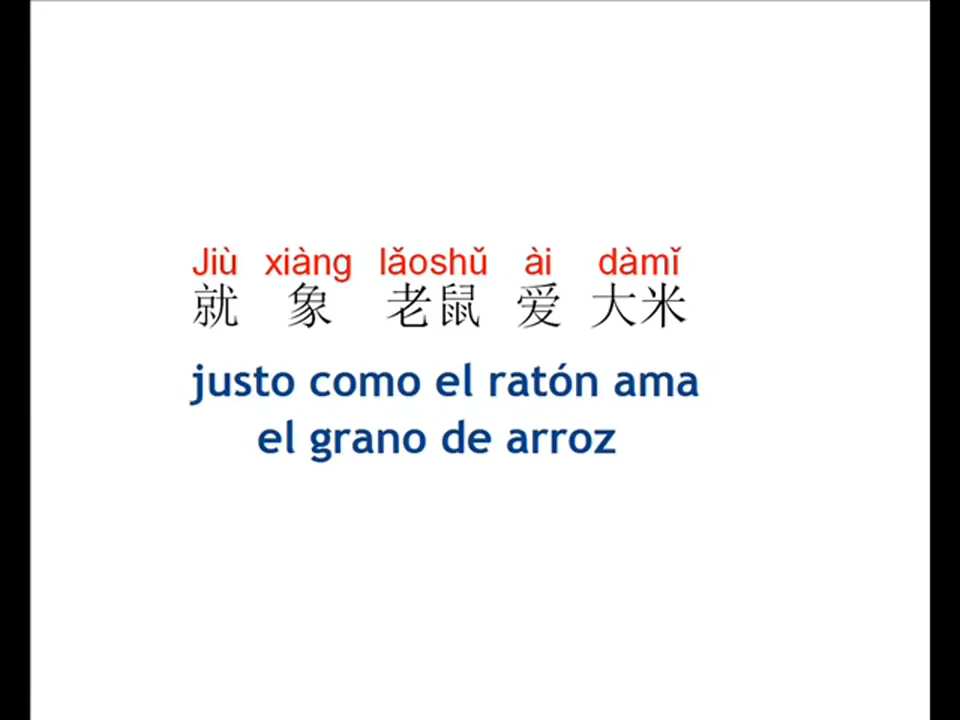 Jiù xiàng lǎoshǔ ài dàmǐ
就 象 老鼠 爱 大米
justo como el ratón ama
el grano de arroz